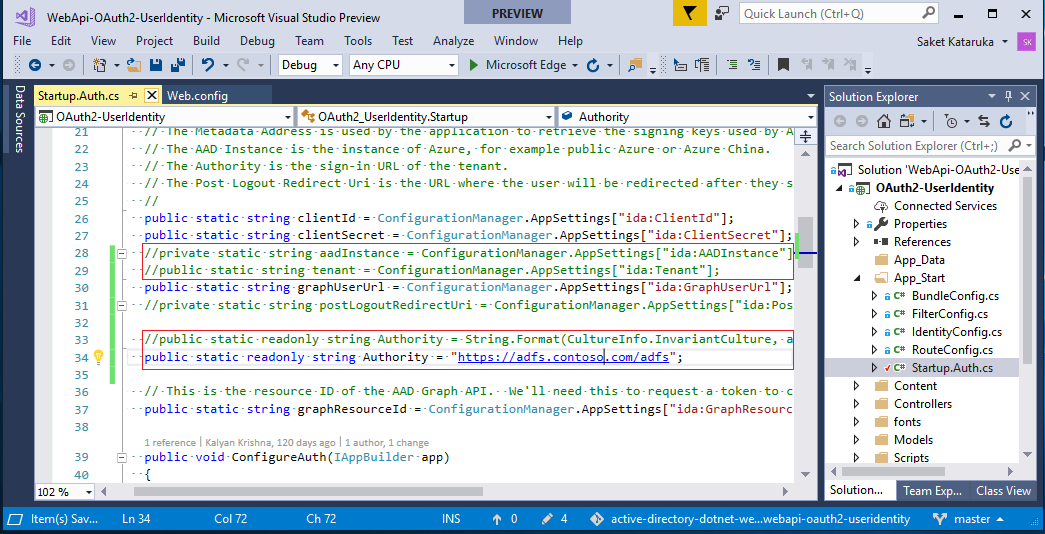 WebApi-OAuth2-UserIdentity - Microsoft Visual Studio Preview
PREVIEW
Quick Launch (Ctrl+Q)
File Edit View Project Build Debug Team Tools Test Analyze Window Help
Saket Kataruka
SK
Debug Any CPU Microsoft Edge
Data Sources
Startup.Auth.cs Web.config
OAuth2-UserIdentity OAuth2_UserIdentity.Startup Authority
21 // The Metadata Address is used by the application to retrieve the signing keys used by A
22 // The AAD Instance is the instance of Azure, for example public Azure or Azure China.
23 // The Authority is the sign-in URL of the tenant.
24 // The Post Logout Redirect Uri is the URL where the user will be redirected after they s
25 //
26 public static string clientId = ConfigurationManager.AppSettings["ida:ClientId"];
27 public static string clientSecret = ConfigurationManager.AppSettings["ida:ClientSecret"];
28 //private static string aadInstance = ConfigurationManager.AppSettings["ida:AADInstance"]
29 //public static string tenant = ConfigurationManager.AppSettings["ida:Tenant"];
30 public static string graphUserUrl = ConfigurationManager.AppSettings["ida:GraphUserUrl"];
31 //private static string postLogoutRedirectUri = ConfigurationManager.AppSettings["ida:Pos
32
33 //public static readonly string Authority = String.Format(CultureInfo.InvariantCulture, a
34 public static readonly string Authority = "https://adfs.contoso.com/adfs";
35
36 // This is the resource ID of the AAD Graph API. We'll need this to request a token to c
37 public static string graphResourceId = ConfigurationManager.AppSettings["ida:GraphResourc
38
1 reference | Kalyan Krishna, 120 days ago | 1 author, 1 change
39 public void ConfigureAuth(IAppBuilder app)
40 {
102 %
Solution Explorer
Search Solution Explorer (Ctrl+;)
Solution 'WebApi-OAuth2-Use
OAuth2-UserIdentity
Connected Services
Properties
References
App_Data
App_Start
C# BundleConfig.cs
C# FilterConfig.cs
C# IdentityConfig.cs
C# RouteConfig.cs
C# Startup.Auth.cs
Content
Controllers
fonts
Models
Scripts
Solution... Team Exp... Class View
Item(s) Sav... Ln 34 Col 72 Ch 72 INS 0 4 active-directory-dotnet-we...webapi-oauth2-useridentity master